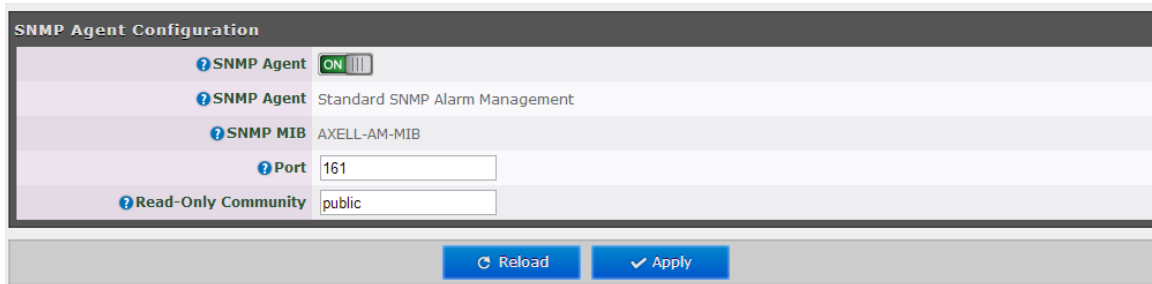 SNMP Agent Configuration
SNMP Agent ON
SNMP Agent Standard SNMP Alarm Management
SNMP MIB AXELL-AM-MIB
Port 161
Read-Only Community public
Reload Apply